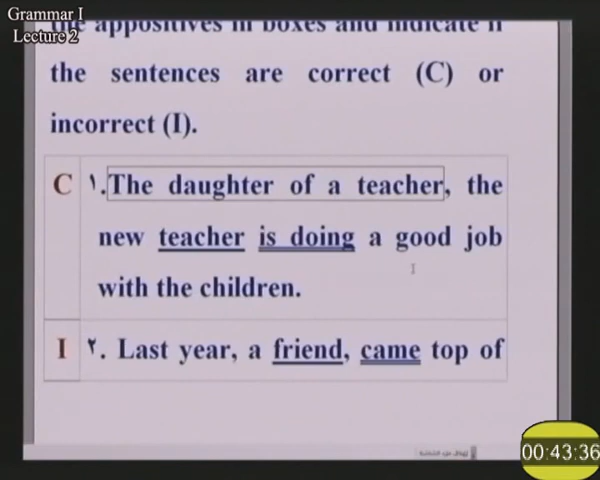 Grammar I
Lecture 2
the appositives in boxes and indicate if
the sentences are correct (C) or
incorrect (I).
C ١.The daughter of a teacher, the
new teacher is doing a good job
with the children.
I ٢. Last year, a friend, came top of
00:43:36